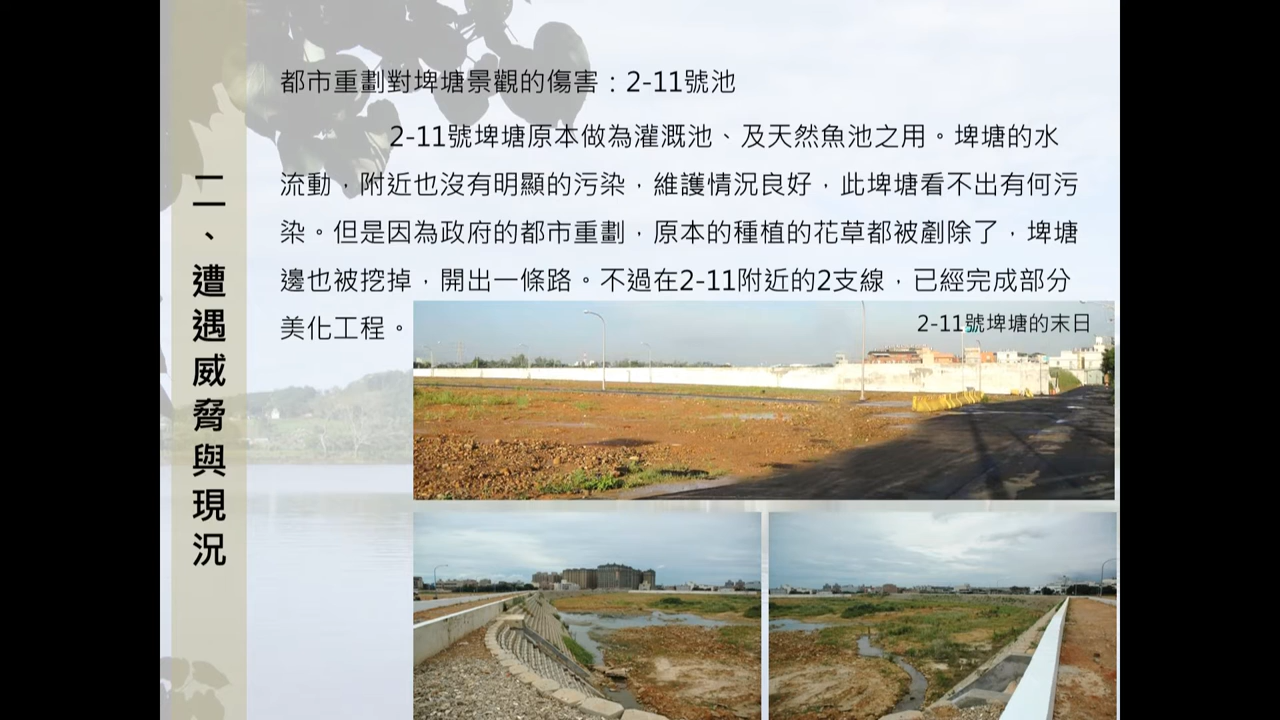 二、遭遇威脅與現況
都市重劃對埤塘景觀的傷害：2-11號池
2-11號埤塘原本做為灌溉池、及天然魚池之用。埤塘的水
流動，附近也沒有明顯的污染，維護情況良好，此埤塘看不出有何污
染。但是因為政府的都市重劃，原本的種植的花草都被剷除了，埤塘
邊也被挖掉，開出一條路。不過在2-11附近的2支線，已經完成部分
美化工程。
2-11號埤塘的末日